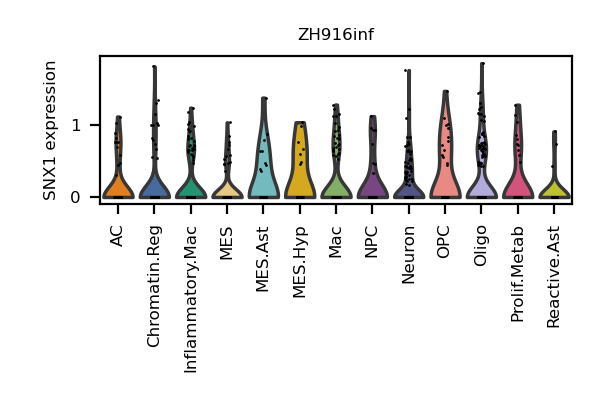 ZH916inf
SNX1 expression
1
0
AC
Chromatin.Reg
Inflammatory.Mac
MES
MES.Ast
MES.Hyp
Mac
NPC
Neuron
OPC
Oligo
Prolif.Metab
Reactive.Ast